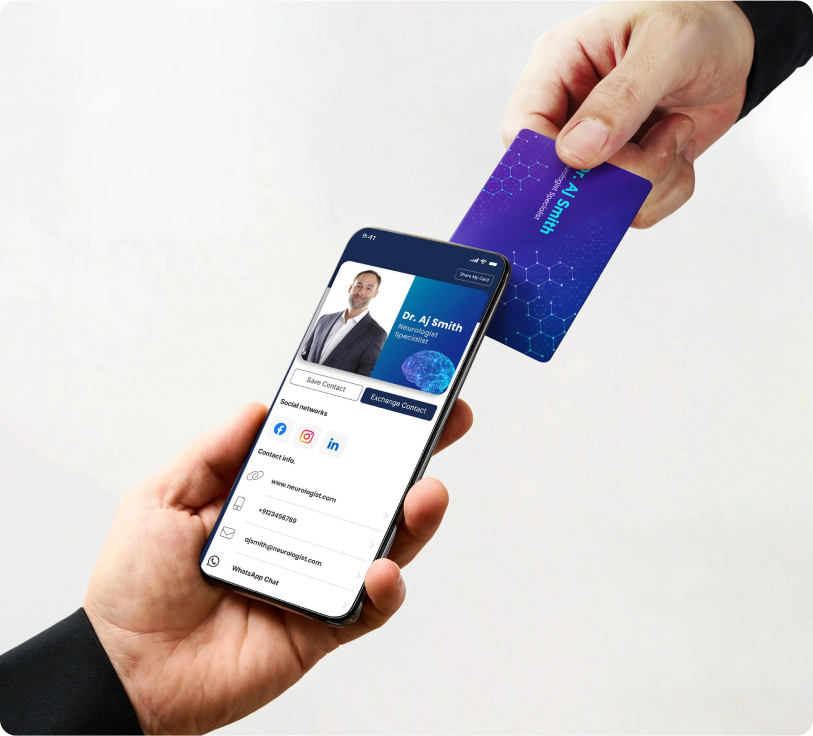 Dr. Aj Smith
Neurologist Specialist
9:41
Share My Card
Dr. Aj Smith
Neurologist
Specialist
Save Contact
Exchange Contact
Social networks
in
Contact info.
www.neurologist.com
+9123456789
ajsmith@neurologist.com
WhatsApp Chat